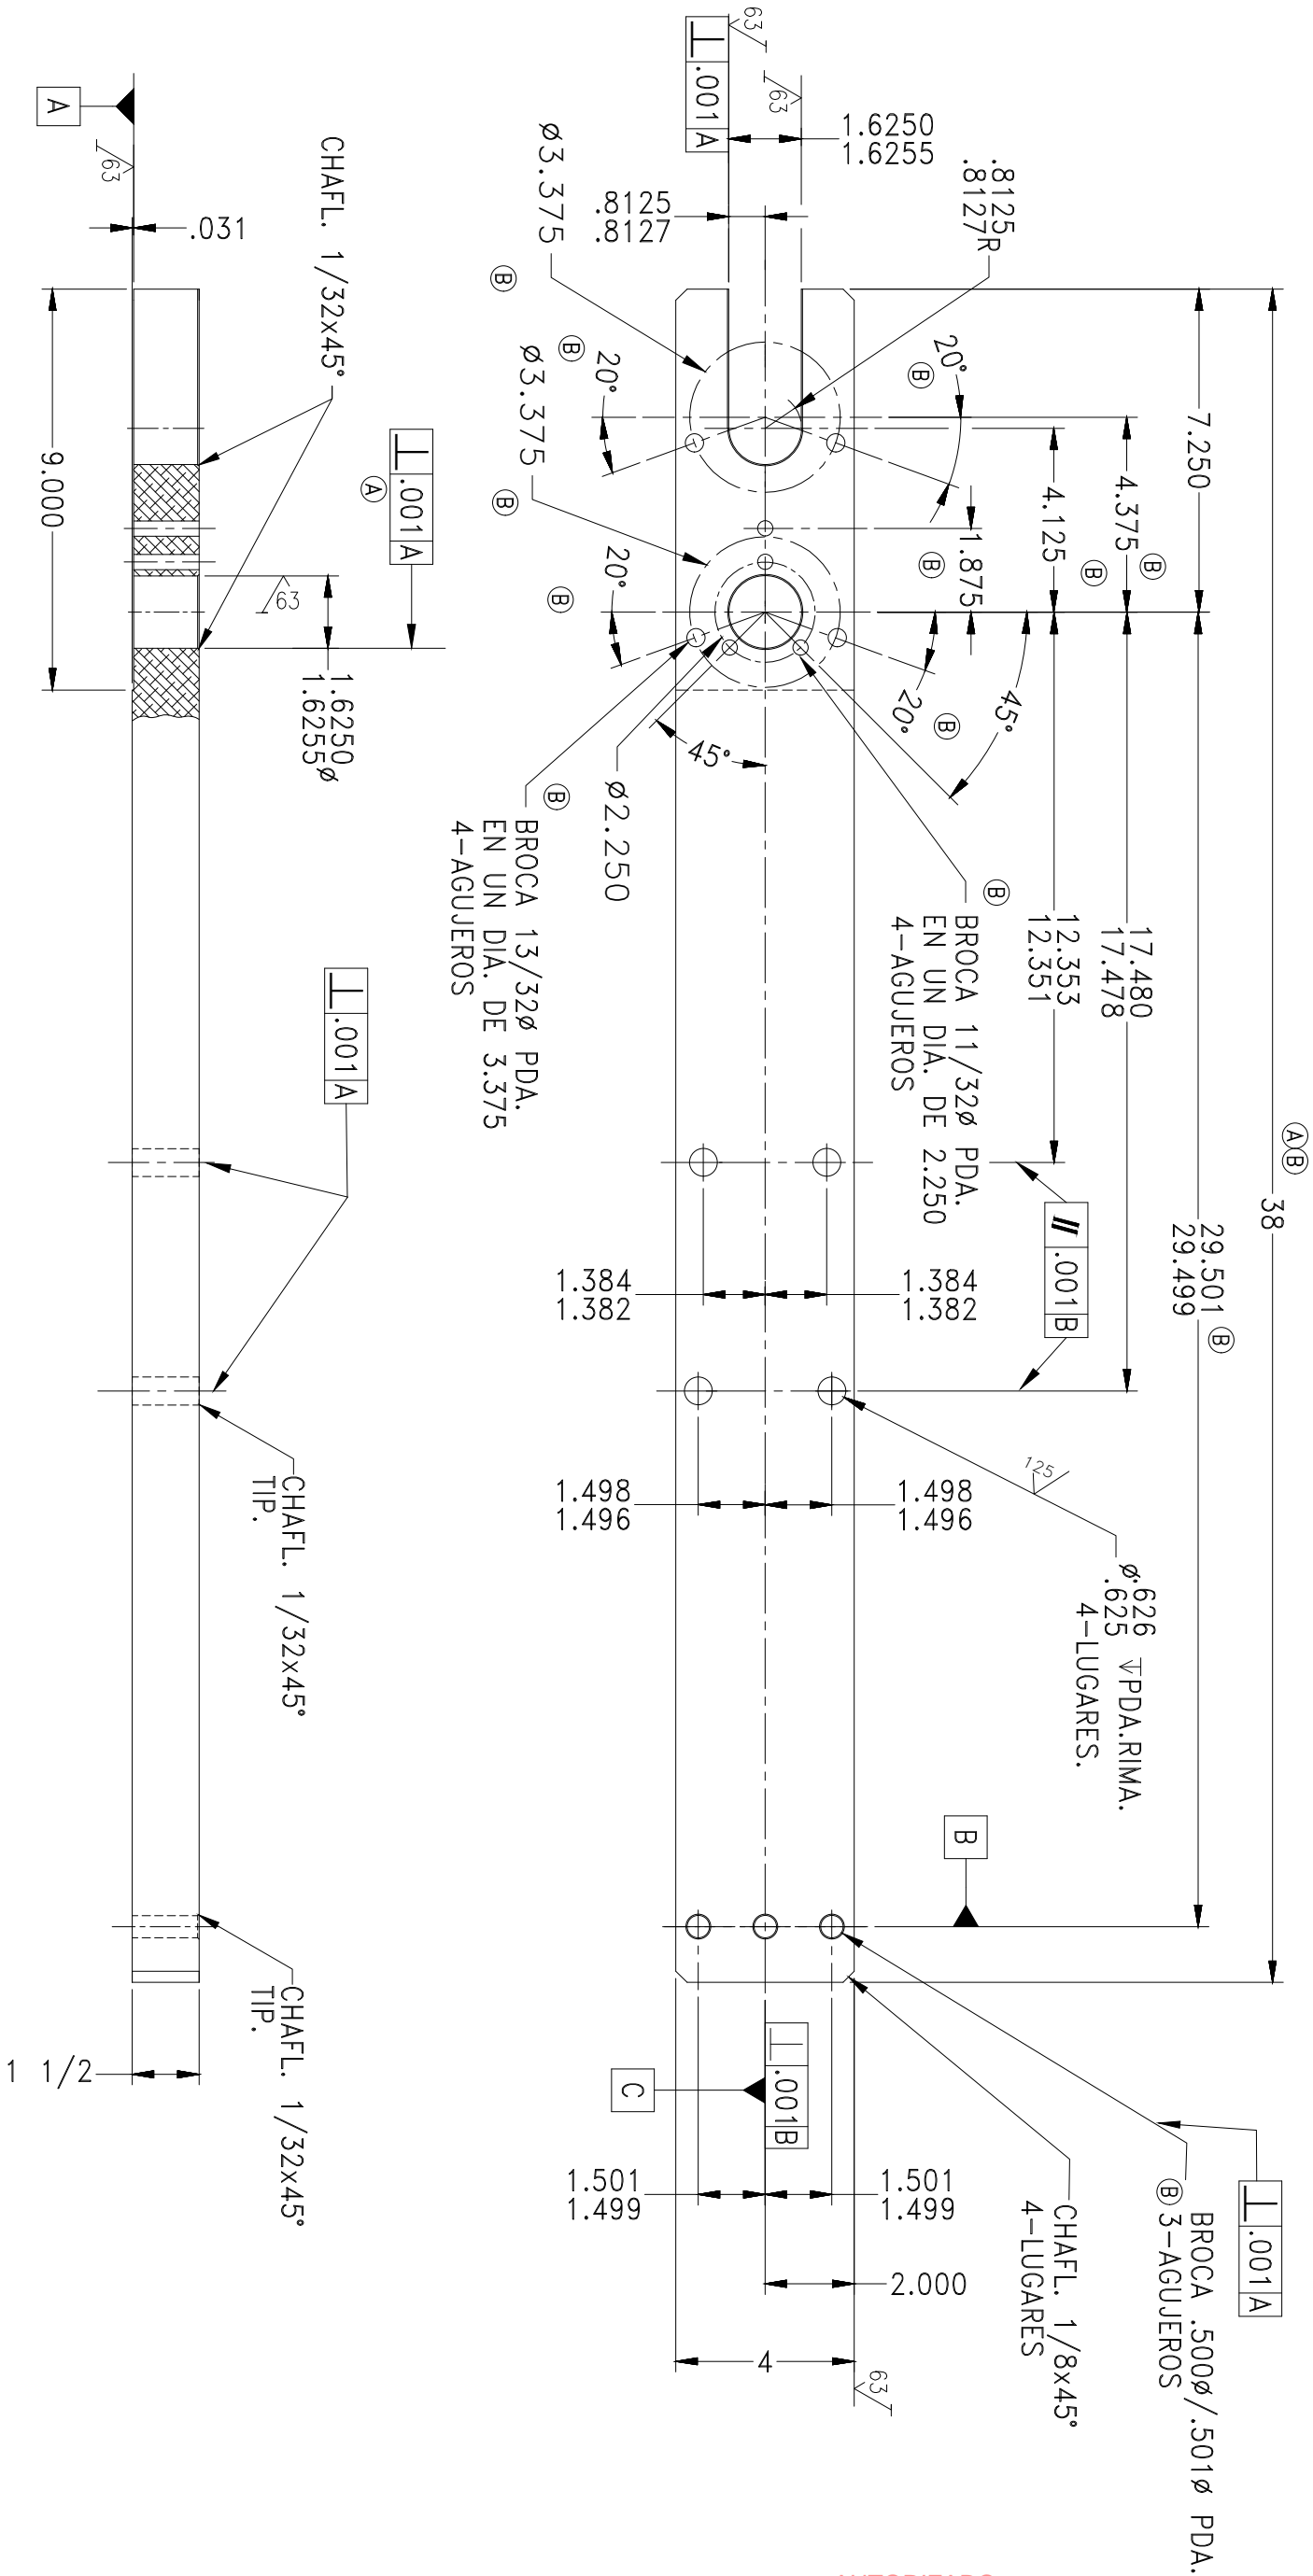 63
⊥ .001 A
63
1.6250
1.6255
.8125
.8127R
.8125
.8127
Ø3.375
B
Ø3.375
B
20°
B
20°
B
20°
B
20°
B
45°
45°
7.250
4.375
B
4.125
B
1.875
B
Ø2.250
B
BROCA 13/32Ø PDA.
EN UN DIA. DE 3.375
4-AGUJEROS
B
BROCA 11/32Ø PDA.
EN UN DIA. DE 2.250
4-AGUJEROS
12.353
12.351
17.480
17.478
A B
38
29.501
29.499
B
// .001 B
1.384
1.382
1.384
1.382
1.498
1.496
1.498
1.496
125
Ø.626
.625 PDA.RIMA.
4-LUGARES.
B
⊥ .001 A
BROCA .500Ø/.501Ø PDA.
B 3-AGUJEROS
CHAFL. 1/8x45°
4-LUGARES
⊥ .001 B
C
1.501
1.499
1.501
1.499
2.000
4
63
A
63
.031
CHAFL. 1/32x45°
9.000
⊥ .001 A
A
63
1.6250
1.6255Ø
⊥ .001 A
CHAFL. 1/32x45°
TIP.
CHAFL. 1/32x45°
TIP.
1 1/2